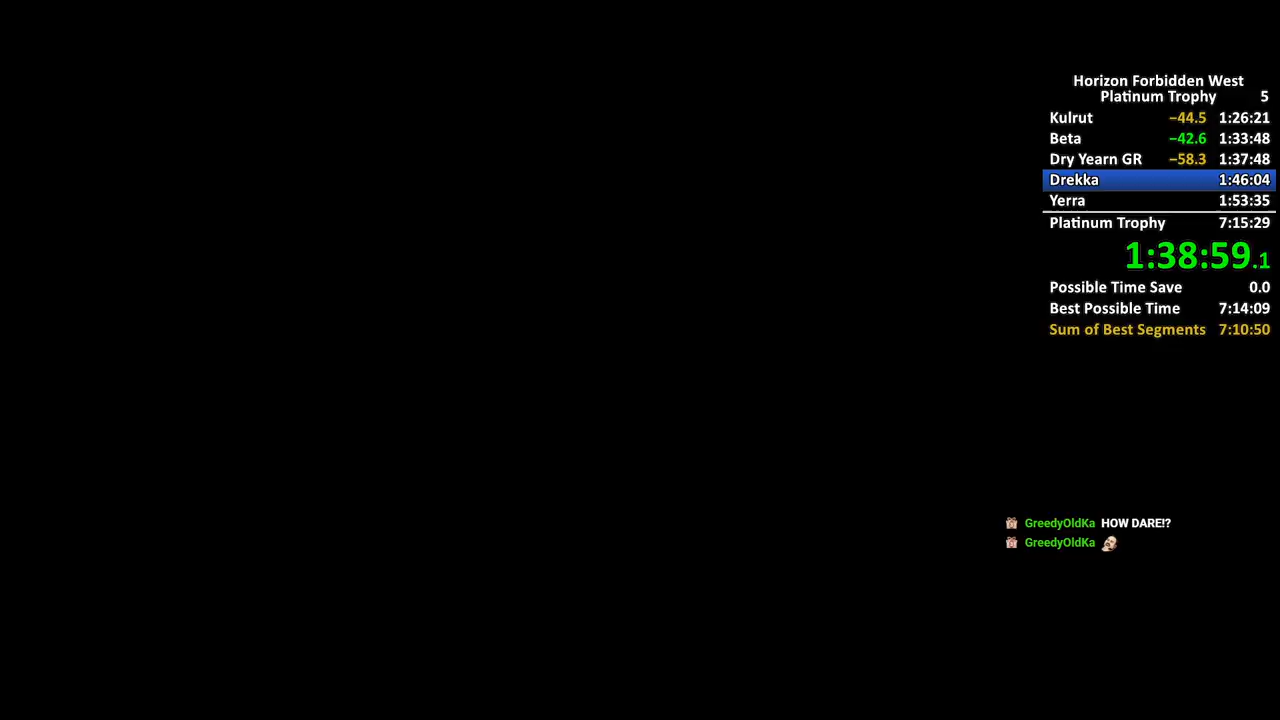 Horizon Forbidden West
Platinum Trophy 5
Kulrut −44.5 1:26:21
Beta −42.6 1:33:48
Dry Yearn GR −58.3 1:37:48
Drekka 1:46:04
Yerra 1:53:35
Platinum Trophy 7:15:29
1:38:59.1
Possible Time Save 0.0
Best Possible Time 7:14:09
Sum of Best Segments 7:10:50
GreedyOldKa HOW DARE!?
GreedyOldKa